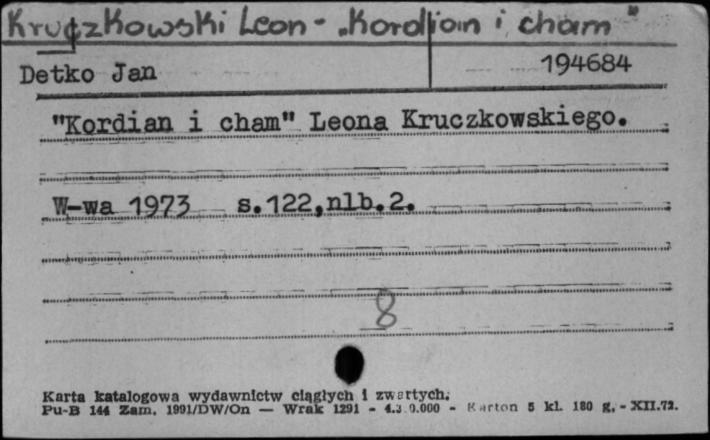 Kruczkowski Leon - „Kordian i cham"
Detko Jan 194684
"Kordian i cham" Leona Kruczkowskiego.
W-wa 1973 s.122,nlb.2.
8
Karta katalogowa wydawnictw ciągłych i zwartych.
Pu-B 144 Zam. 1991/DW/On — Wrak 1291 - 4.3 0.000 - Karton 5 kl. 180 g. - XII.72.